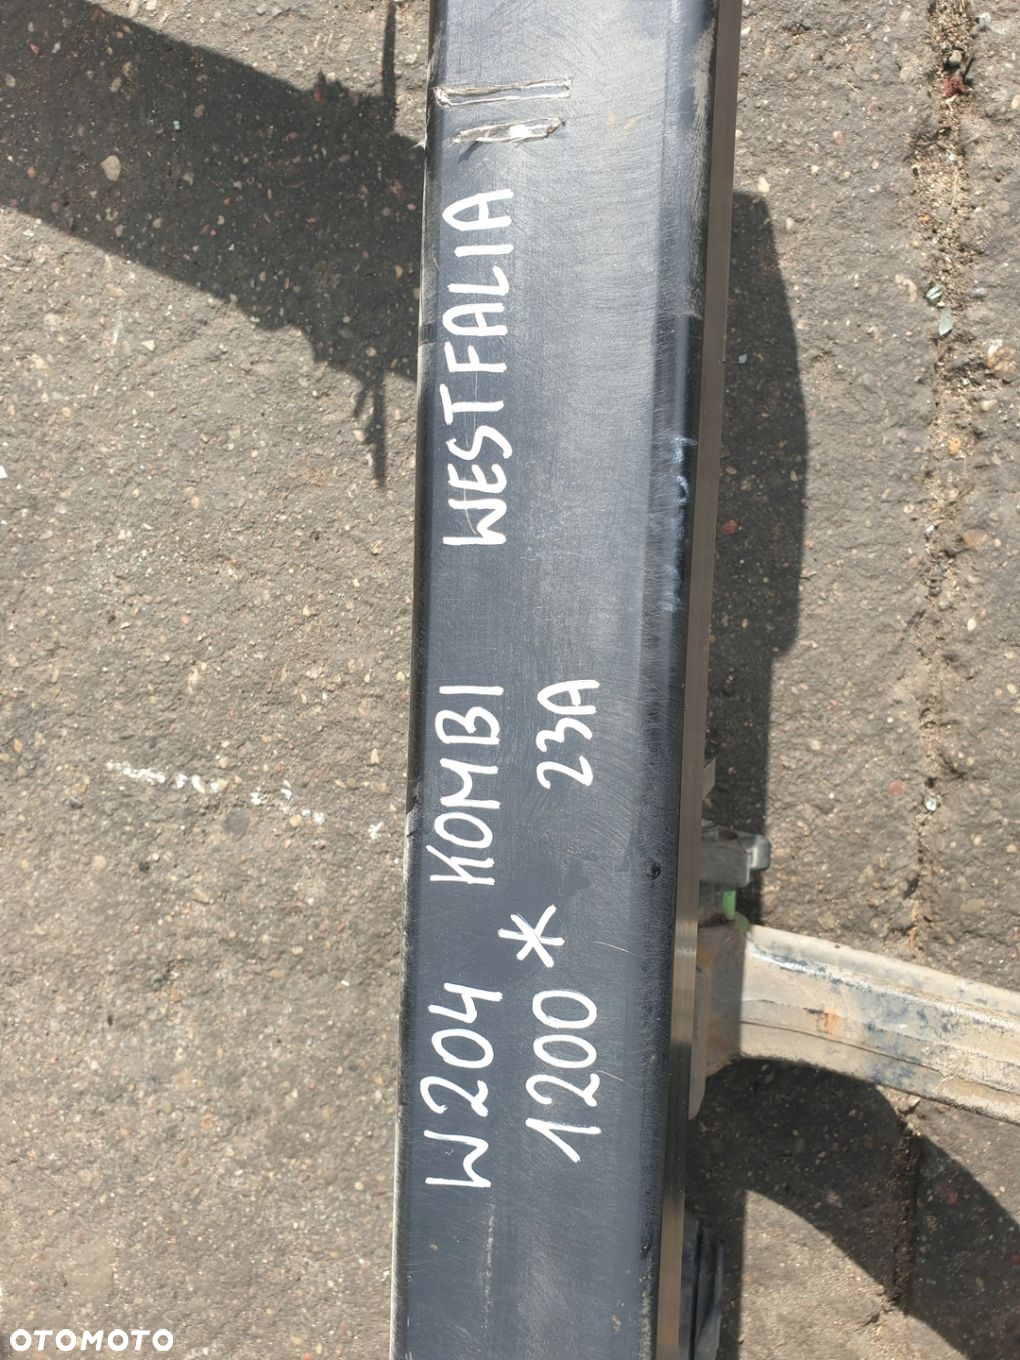 W204 KOMBI WESTFALIA
1200* 23A
OTOMOTO